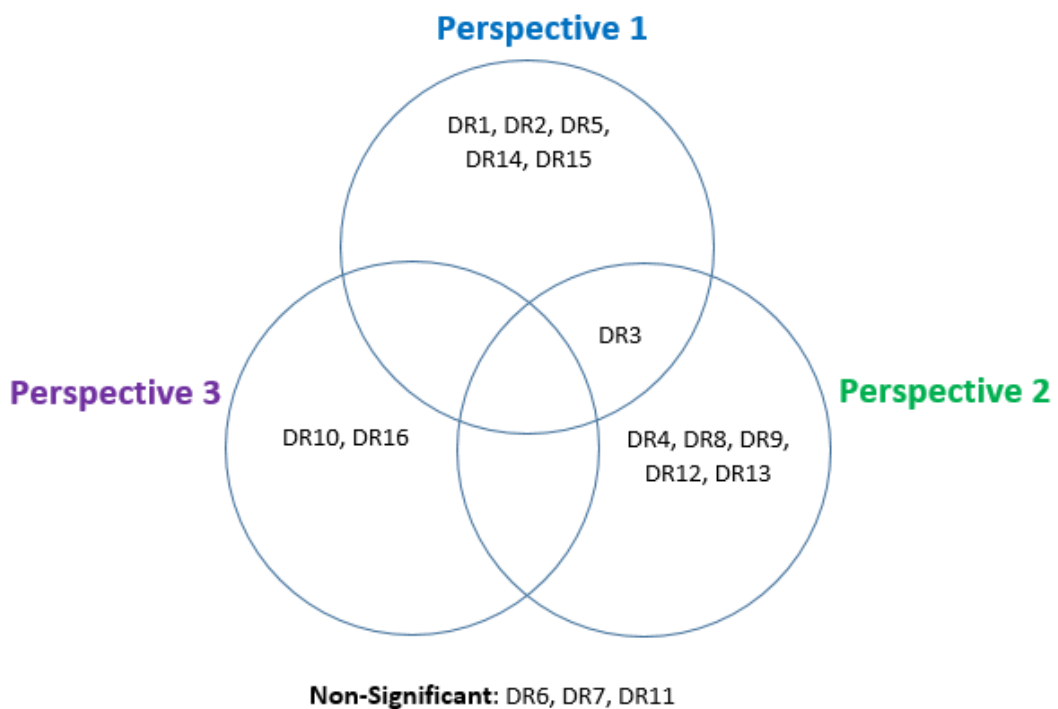 Perspective 1
DR1, DR2, DR5,
DR14, DR15
DR3
Perspective 3
Perspective 2
DR10, DR16
DR4, DR8, DR9,
DR12, DR13
Non-Significant: DR6, DR7, DR11